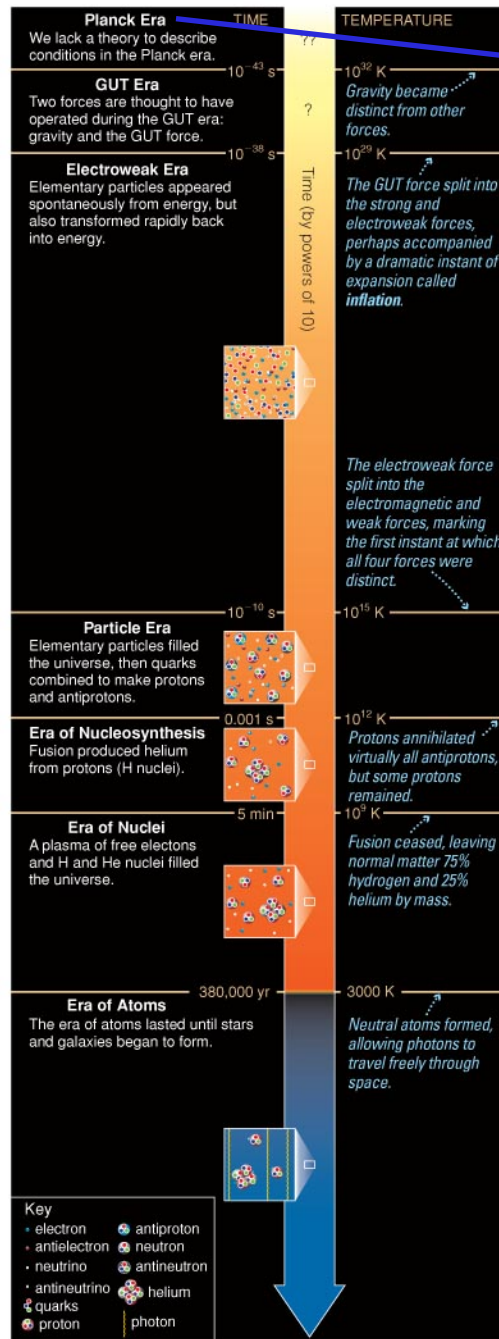 Planck Era
We lack a theory to describe
conditions in the Planck era.
TIME
TEMPERATURE
??
10⁻⁴³ s
10³² K
GUT Era
Two forces are thought to have
operated during the GUT era:
gravity and the GUT force.
?
Gravity became
distinct from other
forces.
10⁻³⁸ s
10²⁹ K
Electroweak Era
Elementary particles appeared
spontaneously from energy, but
also transformed rapidly back
into energy.
Time (by powers of 10)
The GUT force split into
the strong and
electroweak forces,
perhaps accompanied
by a dramatic instant of
expansion called
inflation.
The electroweak force
split into the
electromagnetic and
weak forces, marking
the first instant at which
all four forces were
distinct.
10⁻¹⁰ s
10¹⁵ K
Particle Era
Elementary particles filled
the universe, then quarks
combined to make protons
and antiprotons.
0.001 s
10¹² K
Era of Nucleosynthesis
Fusion produced helium
from protons (H nuclei).
Protons annihilated
virtually all antiprotons,
but some protons
remained.
5 min
10⁹ K
Era of Nuclei
A plasma of free electons
and H and He nuclei filled
the universe.
Fusion ceased, leaving
normal matter 75%
hydrogen and 25%
helium by mass.
380,000 yr
3000 K
Era of Atoms
The era of atoms lasted until stars
and galaxies began to form.
Neutral atoms formed,
allowing photons to
travel freely through
space.
Key
electron
antielectron
neutrino
antineutrino
quarks
proton
antiproton
neutron
antineutron
helium
photon